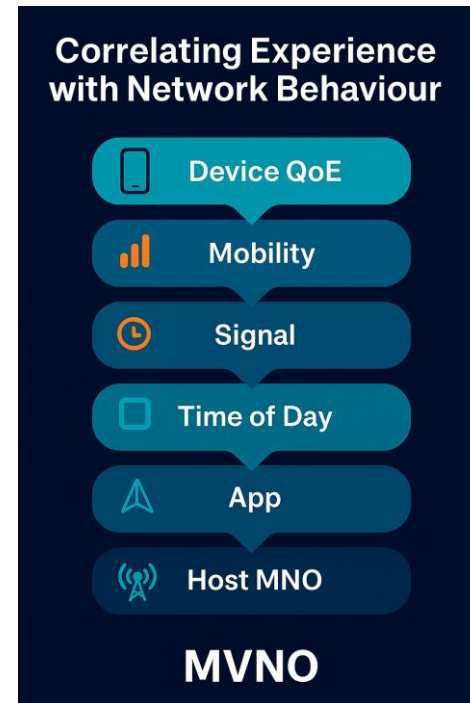 Correlating Experience
with Network Behaviour
Device QoE
Mobility
Signal
Time of Day
App
Host MNO
MVNO